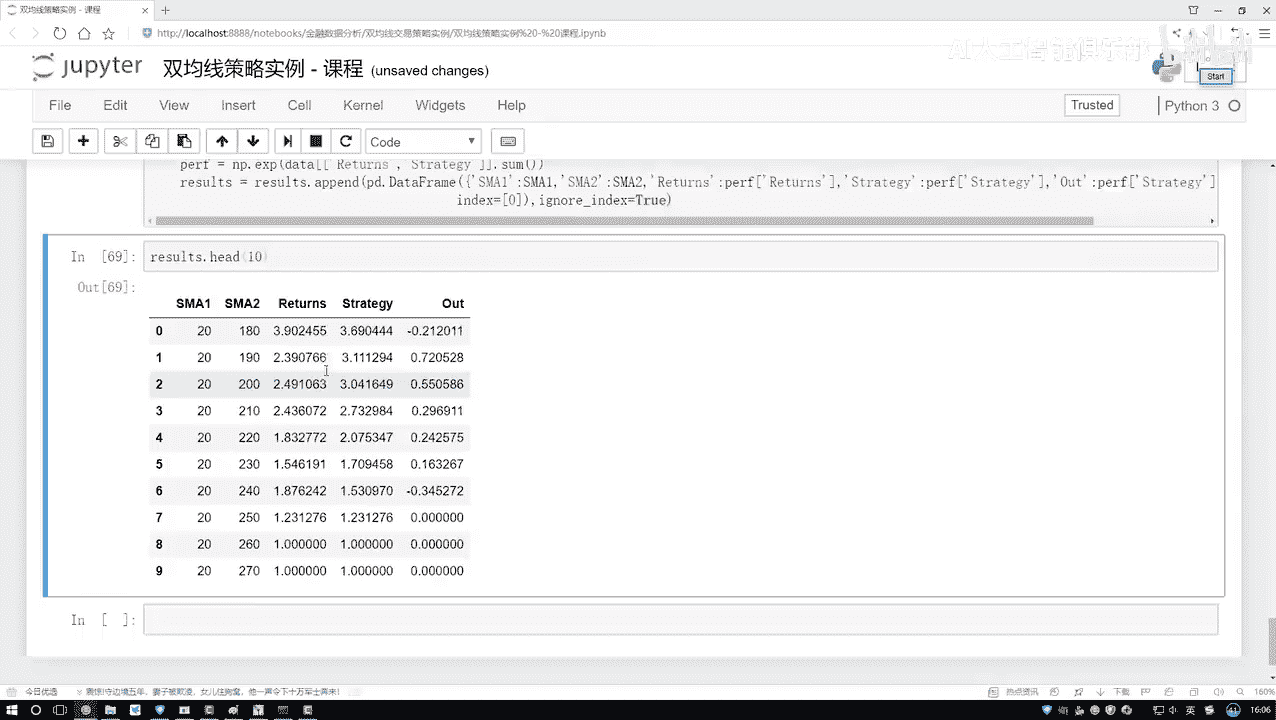 双均线策略实例 - 课程
http://localhost:8888/notebooks/金融数据分析/双均线交易策略实例/双均线策略实例%20-%20课程.ipynb
AI人工智能俱乐部
jupyter 双均线策略实例 - 课程 (unsaved changes)
Start
File Edit View Insert Cell Kernel Widgets Help Trusted Python 3
Code
perf = np.exp(data[['Returns','Strategy']].sum())
results = results.append(pd.DataFrame({'SMA1':SMA1,'SMA2':SMA2,'Returns':perf['Returns'],'Strategy':perf['Strategy'],'Out':perf['Strategy']
index=[0]),ignore_index=True)
In [69]: results.head(10)
Out[69]:
SMA1 SMA2 Returns Strategy Out
0 20 180 3.902455 3.690444 -0.212011
1 20 190 2.390766 3.111294 0.720528
2 20 200 2.491063 3.041649 0.550586
3 20 210 2.436072 2.732984 0.296911
4 20 220 1.832772 2.075347 0.242575
5 20 230 1.546191 1.709458 0.163267
6 20 240 1.876242 1.530970 -0.345272
7 20 250 1.231276 1.231276 0.000000
8 20 260 1.000000 1.000000 0.000000
9 20 270 1.000000 1.000000 0.000000
In [ ]:
今日优选 热点资讯 下载 160%
英 16:06